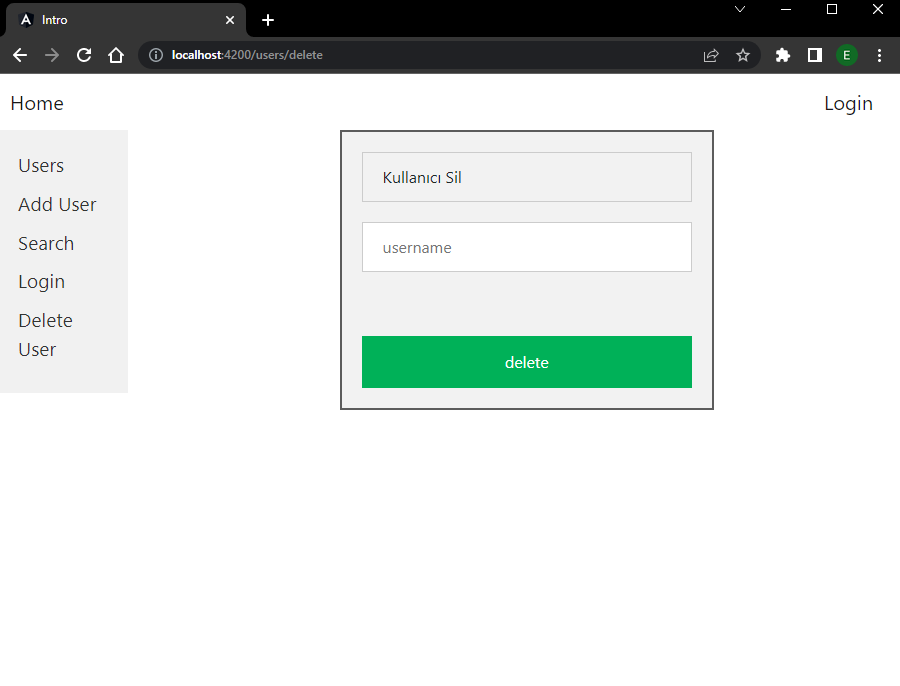 Intro
localhost:4200/users/delete
E
Home
Login
Users
Add User
Search
Login
Delete
User
Kullanıcı Sil
username
delete